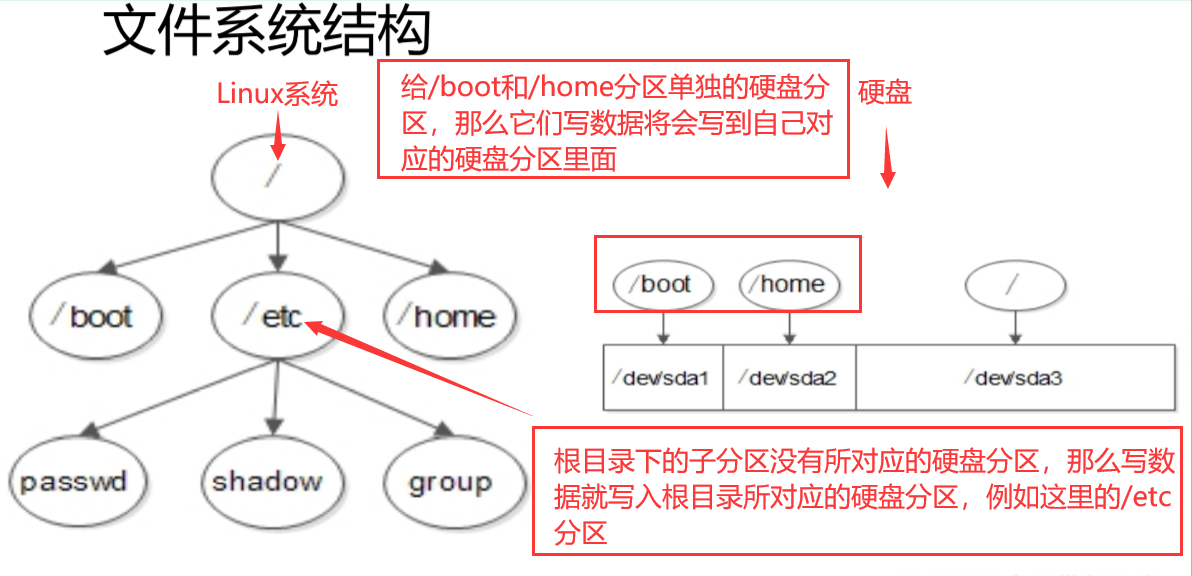 文件系统结构
Linux系统
给/boot和/home分区单独的硬盘分
区，那么它们写数据将会写到自己对
应的硬盘分区里面
硬盘
/
/boot
/etc
/home
passwd
shadow
group
/boot
/home
/
/dev/sda1
/dev/sda2
/dev/sda3
根目录下的子分区没有所对应的硬盘分区，那么写数
据就写入根目录所对应的硬盘分区，例如这里的/etc
分区